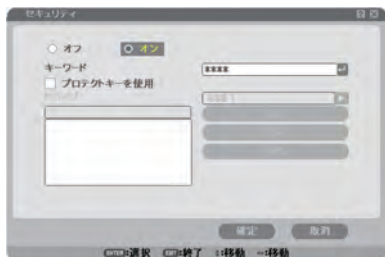 セキュリティ
オフ オン
キーワード ****
プロテクトキーを使用
確定 取消
ENTER:選択 EXIT:終了 ↕:移動 ↔:移動